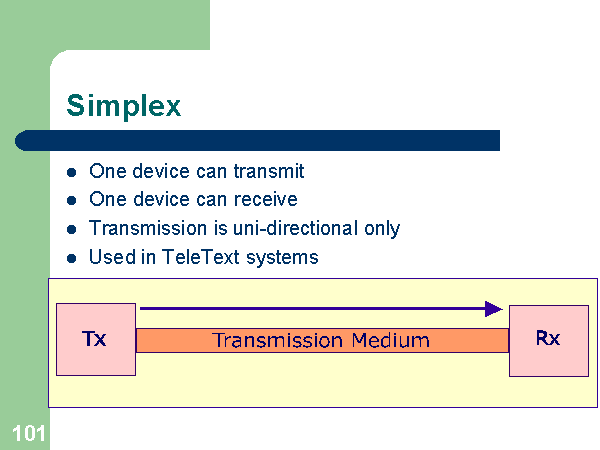 Simplex
One device can transmit
One device can receive
Transmission is uni-directional only
Used in TeleText systems
Tx
Transmission Medium
Rx
101